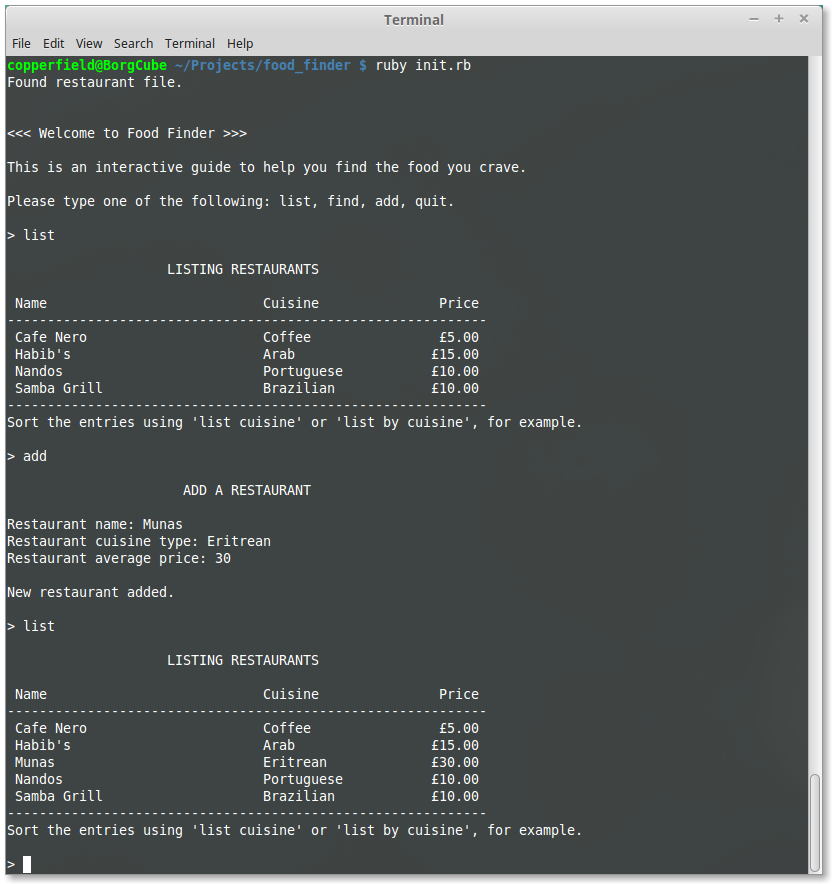 Terminal
File Edit View Search Terminal Help
copperfield@BorgCube ~/Projects/food_finder $ ruby init.rb
Found restaurant file.
<<< Welcome to Food Finder >>>
This is an interactive guide to help you find the food you crave.
Please type one of the following: list, find, add, quit.
> list
LISTING RESTAURANTS
Name Cuisine Price
------------------------------------------------------------
Cafe Nero Coffee £5.00
Habib's Arab £15.00
Nandos Portuguese £10.00
Samba Grill Brazilian £10.00
------------------------------------------------------------
Sort the entries using 'list cuisine' or 'list by cuisine', for example.
> add
ADD A RESTAURANT
Restaurant name: Munas
Restaurant cuisine type: Eritrean
Restaurant average price: 30
New restaurant added.
> list
LISTING RESTAURANTS
Name Cuisine Price
------------------------------------------------------------
Cafe Nero Coffee £5.00
Habib's Arab £15.00
Munas Eritrean £30.00
Nandos Portuguese £10.00
Samba Grill Brazilian £10.00
------------------------------------------------------------
Sort the entries using 'list cuisine' or 'list by cuisine', for example.
>